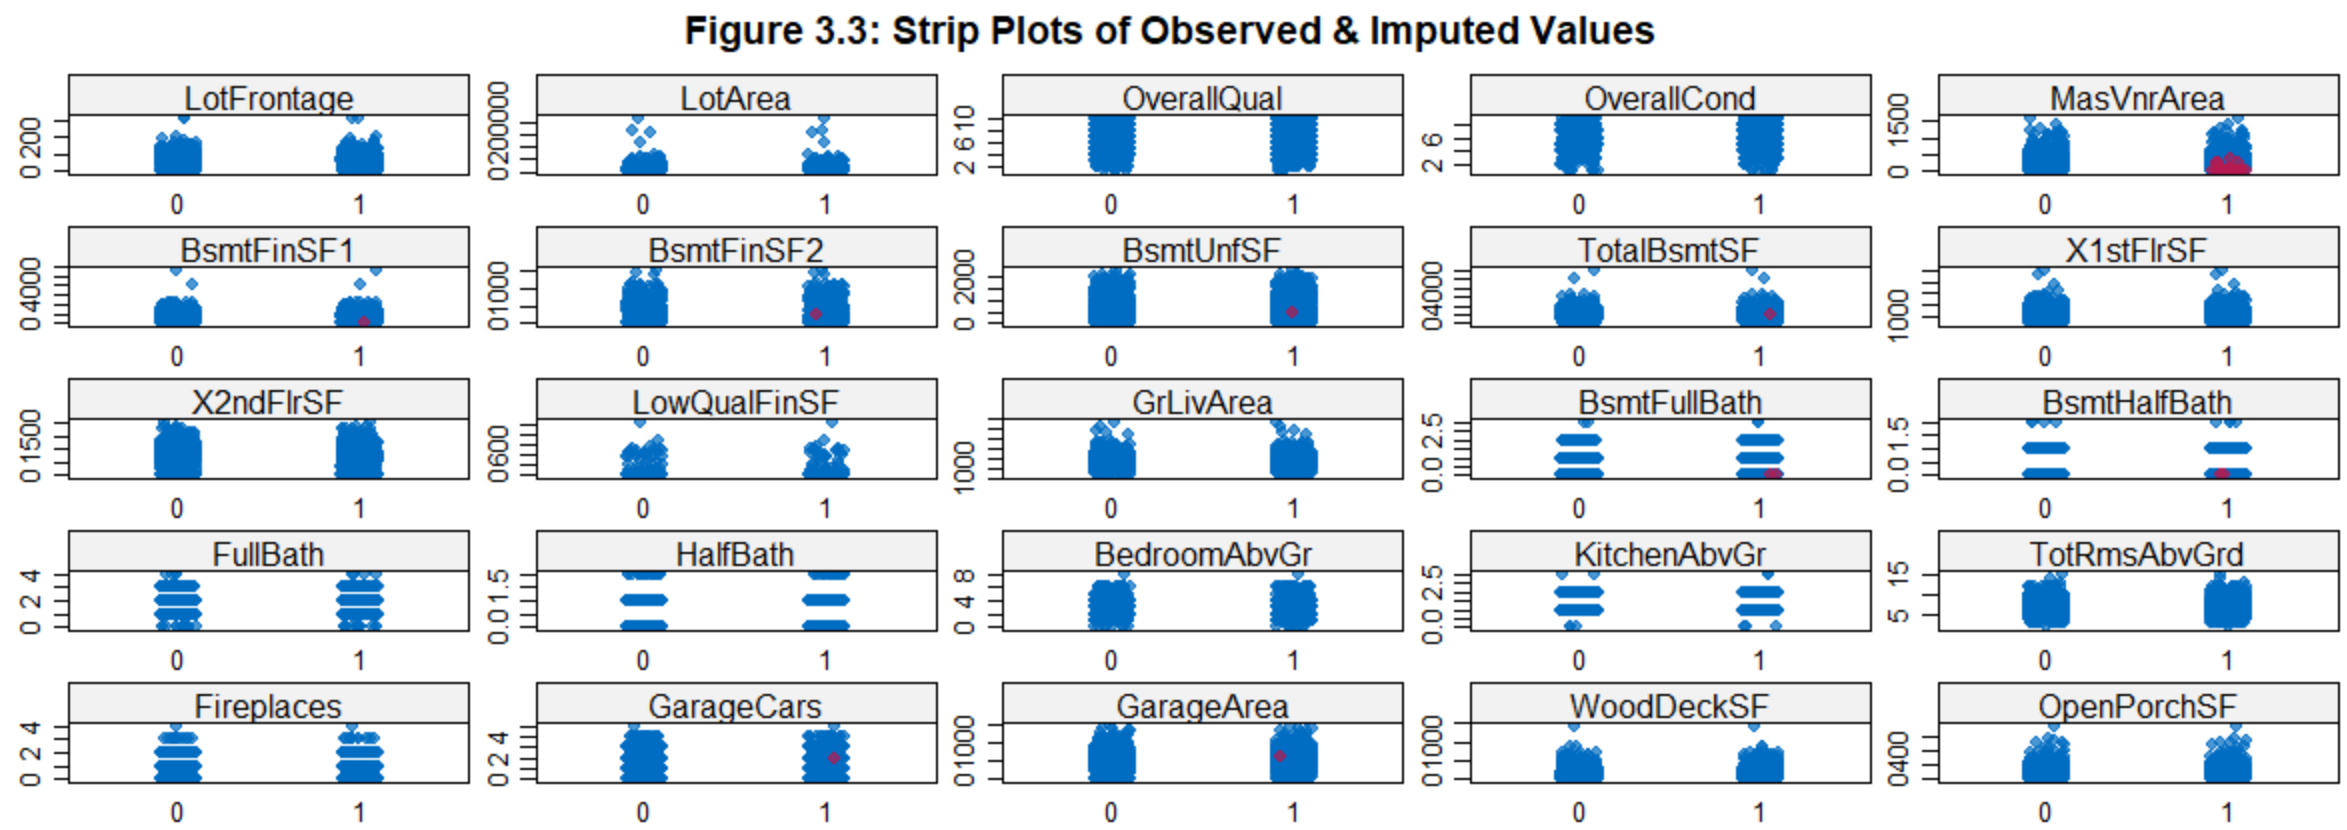 Figure 3.3: Strip Plots of Observed & Imputed Values
LotFrontage
0 200
0 1
LotArea
0 200000
0 1
OverallQual
2 6 10
0 1
OverallCond
2 6
0 1
MasVnrArea
0 1500
0 1
BsmtFinSF1
0 4000
0 1
BsmtFinSF2
0 1000
0 1
BsmtUnfSF
0 2000
0 1
TotalBsmtSF
0 4000
0 1
X1stFlrSF
1000
0 1
X2ndFlrSF
0 1500
0 1
LowQualFinSF
0 600
0 1
GrLivArea
1000
0 1
BsmtFullBath
0.0 2.5
0 1
BsmtHalfBath
0.0 1.5
0 1
FullBath
0 2 4
0 1
HalfBath
0.0 1.5
0 1
BedroomAbvGr
0 4 8
0 1
KitchenAbvGr
0.0 2.5
0 1
TotRmsAbvGrd
5 15
0 1
Fireplaces
0 2 4
0 1
GarageCars
0 2 4
0 1
GarageArea
0 1000
0 1
WoodDeckSF
0 1000
0 1
OpenPorchSF
0 400
0 1